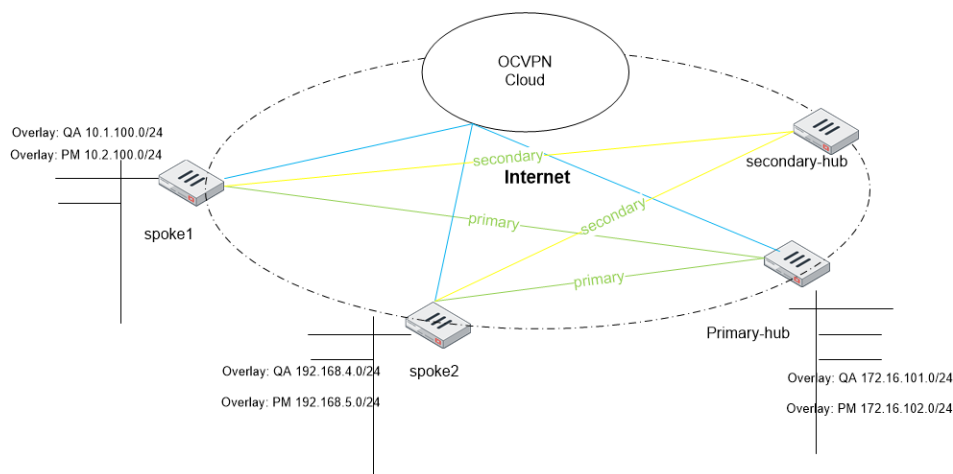 OCVPN
Cloud
Overlay: QA 10.1.100.0/24
Overlay: PM 10.2.100.0/24
secondary
Internet
secondary-hub
spoke1
primary
secondary
primary
Primary-hub
spoke2
Overlay: QA 192.168.4.0/24
Overlay: PM 192.168.5.0/24
Overlay: QA 172.16.101.0/24
Overlay: PM 172.16.102.0/24